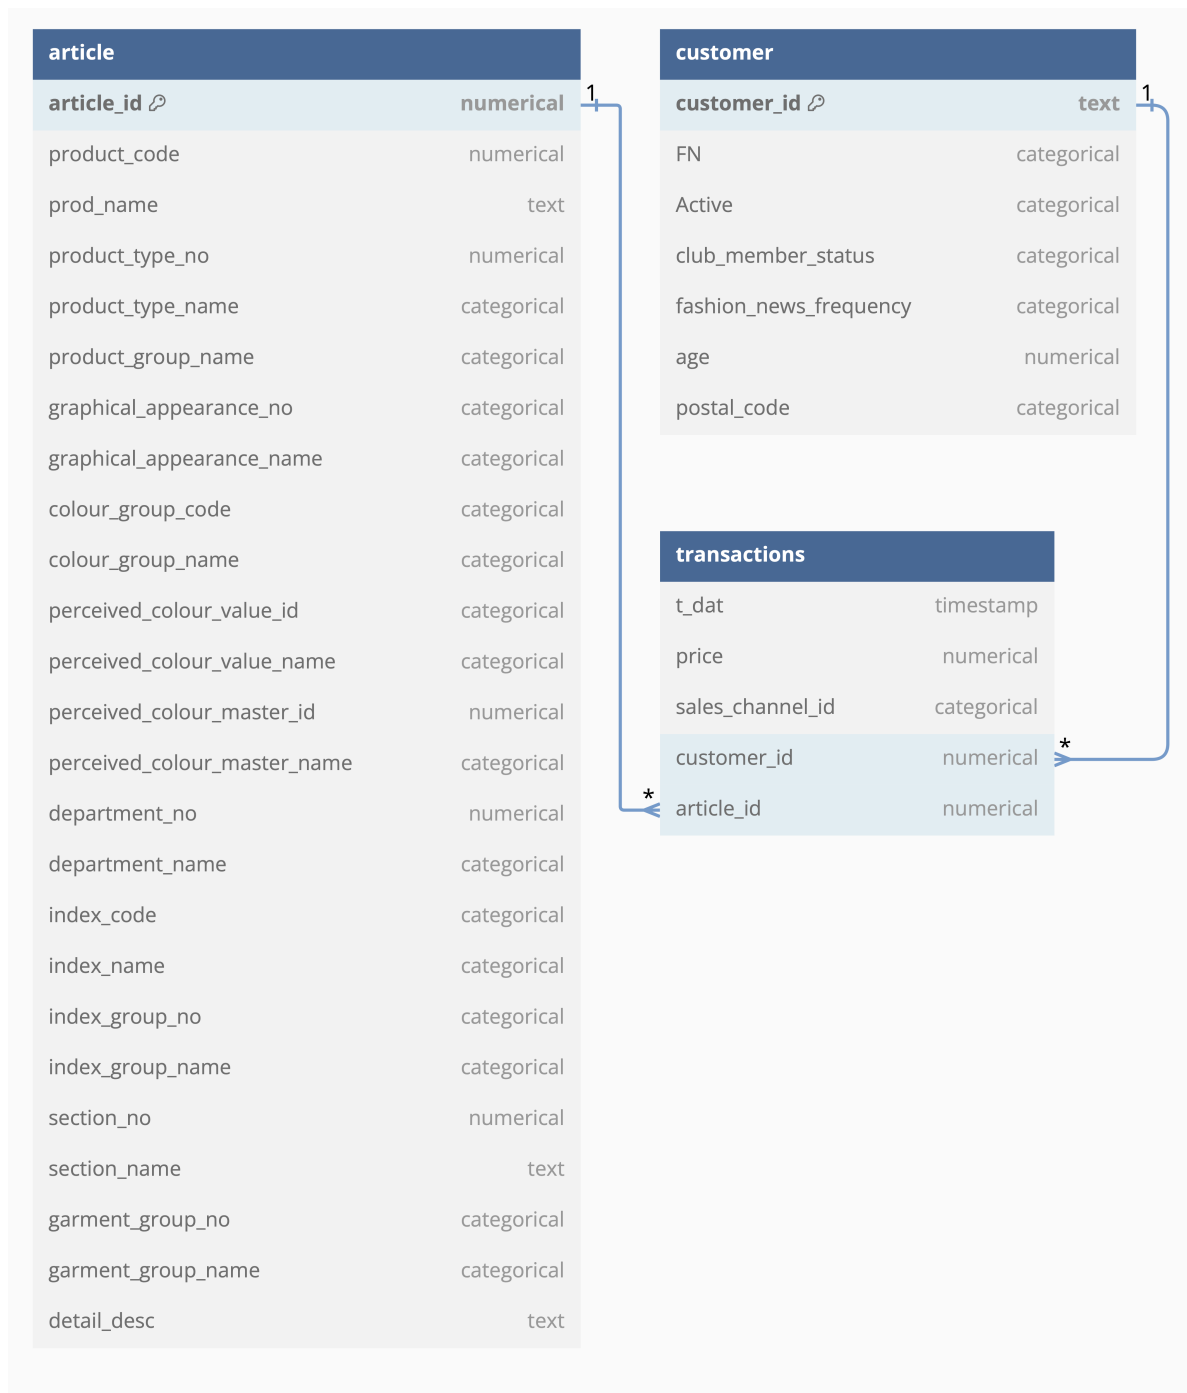 article
article_id numerical
product_code numerical
prod_name text
product_type_no numerical
product_type_name categorical
product_group_name categorical
graphical_appearance_no categorical
graphical_appearance_name categorical
colour_group_code categorical
colour_group_name categorical
perceived_colour_value_id categorical
perceived_colour_value_name categorical
perceived_colour_master_id numerical
perceived_colour_master_name categorical
department_no numerical
department_name categorical
index_code categorical
index_name categorical
index_group_no categorical
index_group_name categorical
section_no numerical
section_name text
garment_group_no categorical
garment_group_name categorical
detail_desc text
1
*
customer
customer_id text
FN categorical
Active categorical
club_member_status categorical
fashion_news_frequency categorical
age numerical
postal_code categorical
1
*
transactions
t_dat timestamp
price numerical
sales_channel_id categorical
customer_id numerical
article_id numerical